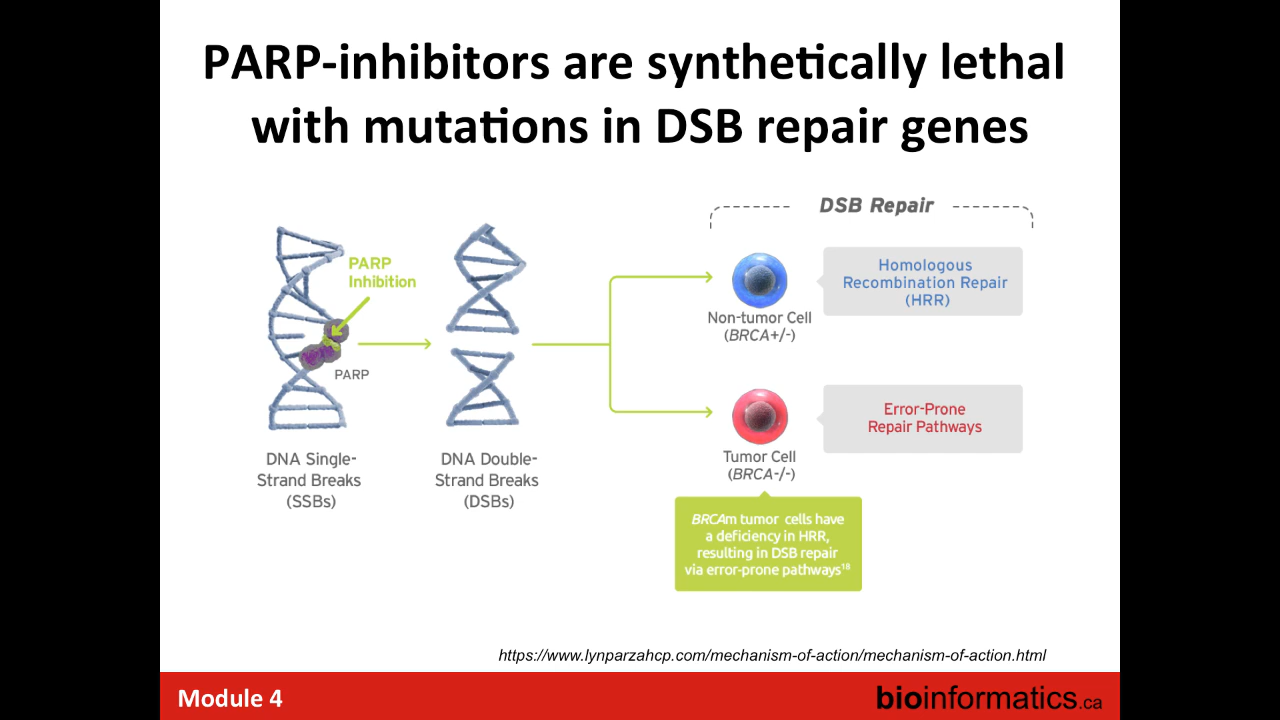 PARP-inhibitors are synthetically lethal
with mutations in DSB repair genes
DSB Repair
PARP
Inhibition
PARP
DNA Single-
Strand Breaks
(SSBs)
DNA Double-
Strand Breaks
(DSBs)
Non-tumor Cell
(BRCA+/-)
Homologous
Recombination Repair
(HRR)
Tumor Cell
(BRCA-/-)
Error-Prone
Repair Pathways
BRCAm tumor cells have
a deficiency in HRR,
resulting in DSB repair
via error-prone pathways¹⁸
https://www.lynparzahcp.com/mechanism-of-action/mechanism-of-action.html
Module 4
bioinformatics.ca